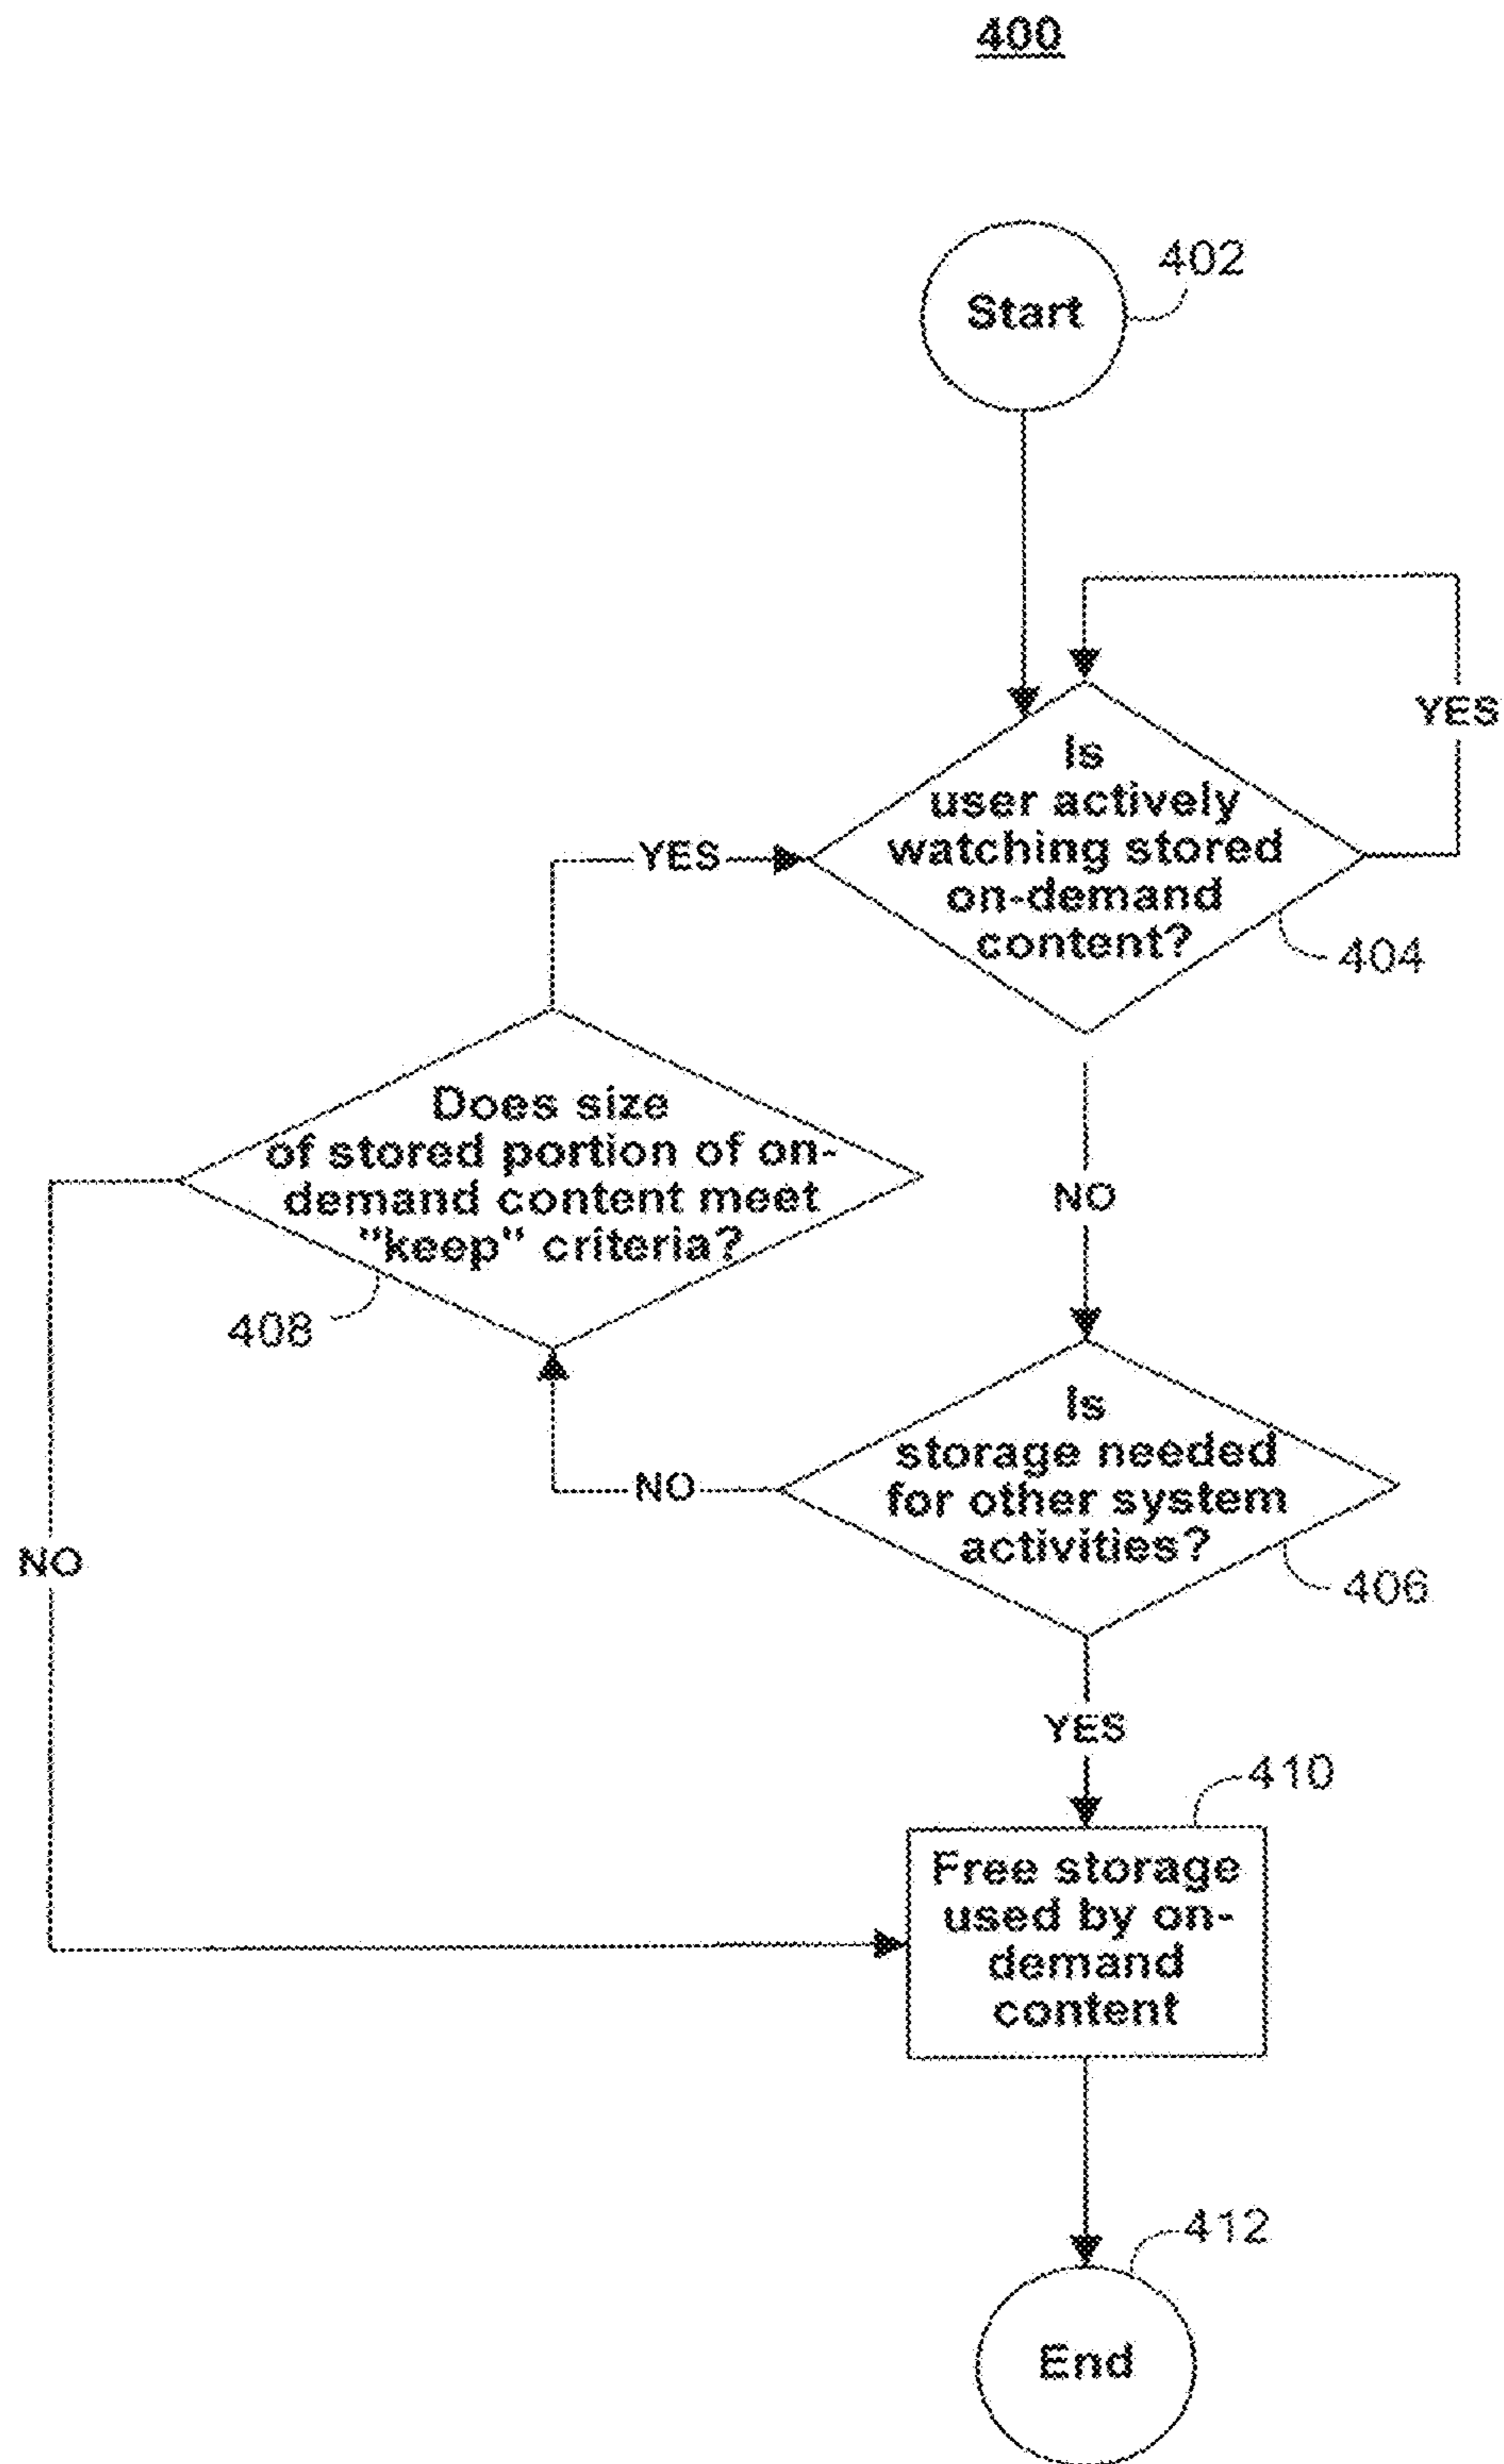 400
Start
402
YES
Is
user actively
watching stored
on-demand
content?
404
YES
Does size
of stored portion of on-
demand content meet
"keep" criteria?
408
NO
NO
Is
storage needed
for other system
activities?
406
NO
YES
410
Free storage
used by on-
demand
content
412
End